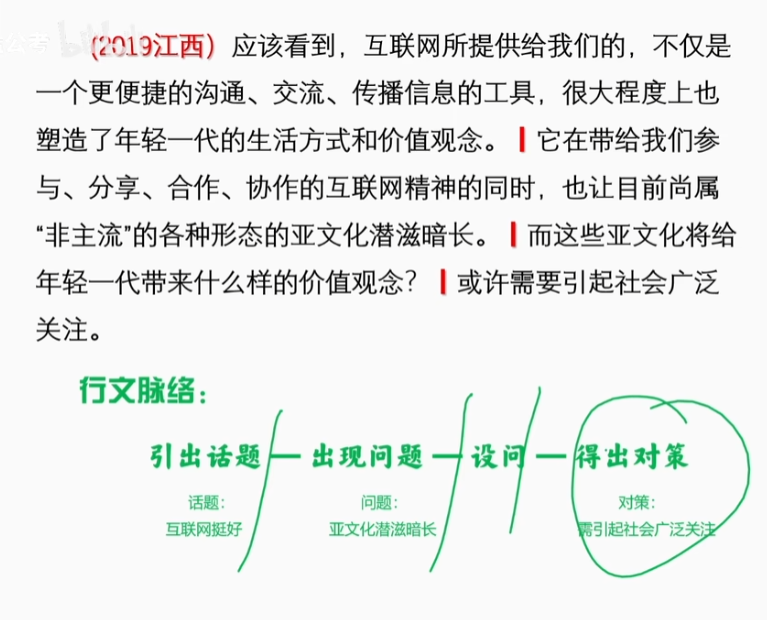 (2019江西) 应该看到，互联网所提供给我们的，不仅是
一个更便捷的沟通、交流、传播信息的工具，很大程度上也
塑造了年轻一代的生活方式和价值观念。它在带给我们参
与、分享、合作、协作的互联网精神的同时，也让目前尚属
“非主流”的各种形态的亚文化潜滋暗长。而这些亚文化将给
年轻一代带来什么样的价值观念？或许需要引起社会广泛
关注。
行文脉络：
引出话题 — 出现问题 — 设问 — 得出对策
话题： 问题： 对策：
互联网挺好 亚文化潜滋暗长 需引起社会广泛关注